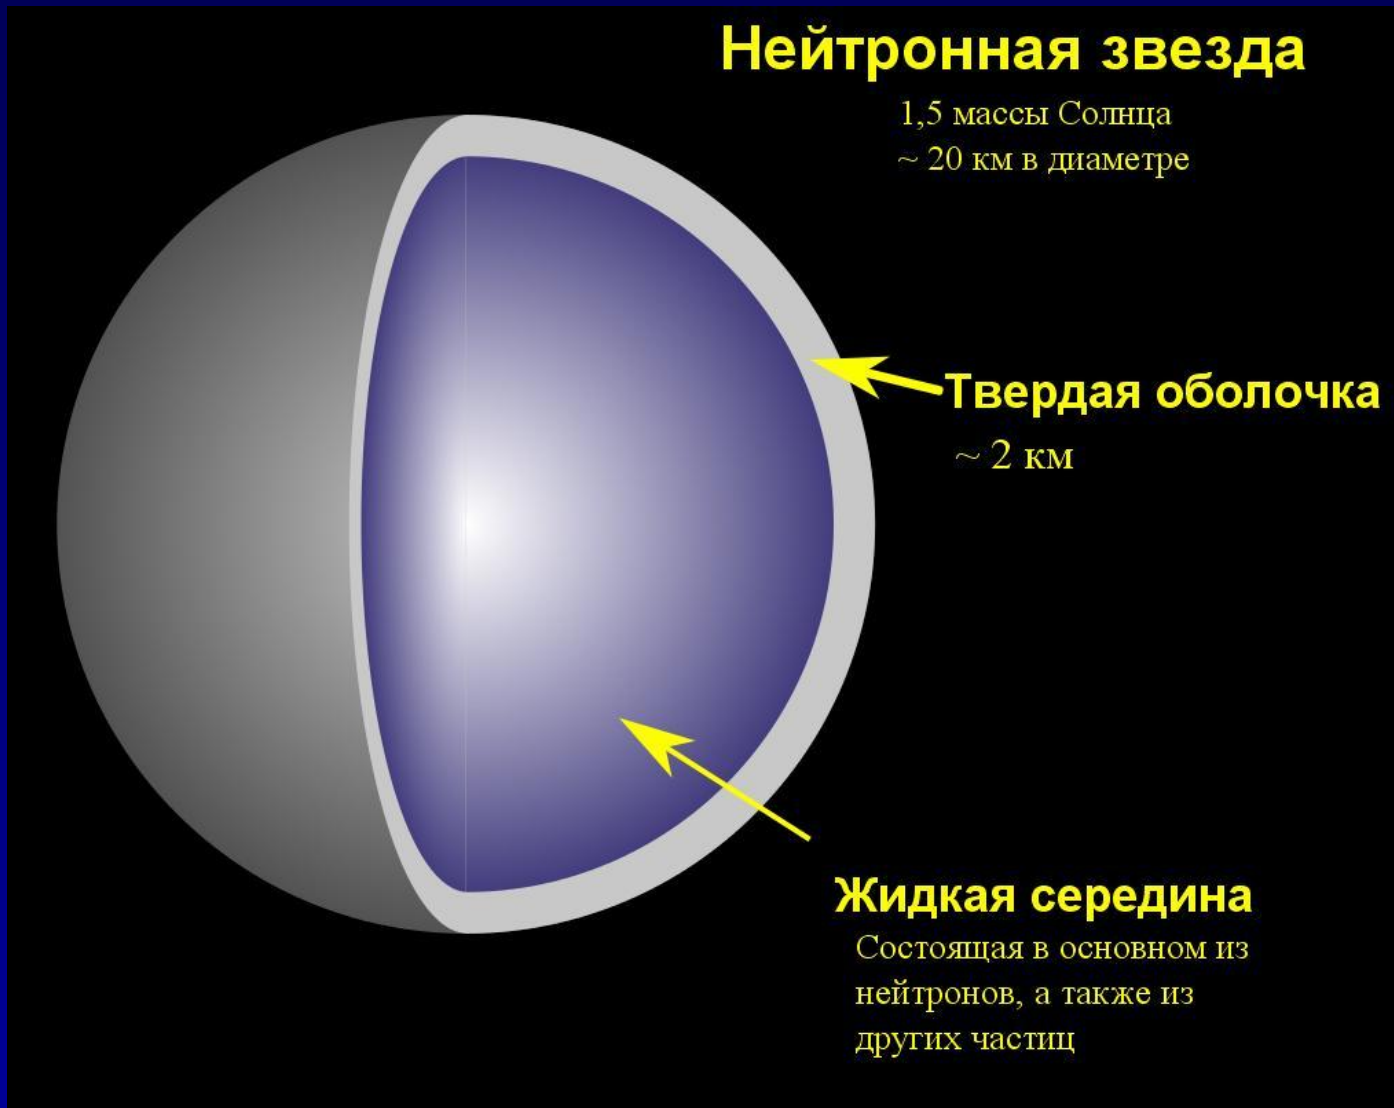 Нейтронная звезда
1,5 массы Солнца
~ 20 км в диаметре
Твердая оболочка
~ 2 км
Жидкая середина
Состоящая в основном из
нейтронов, а также из
других частиц